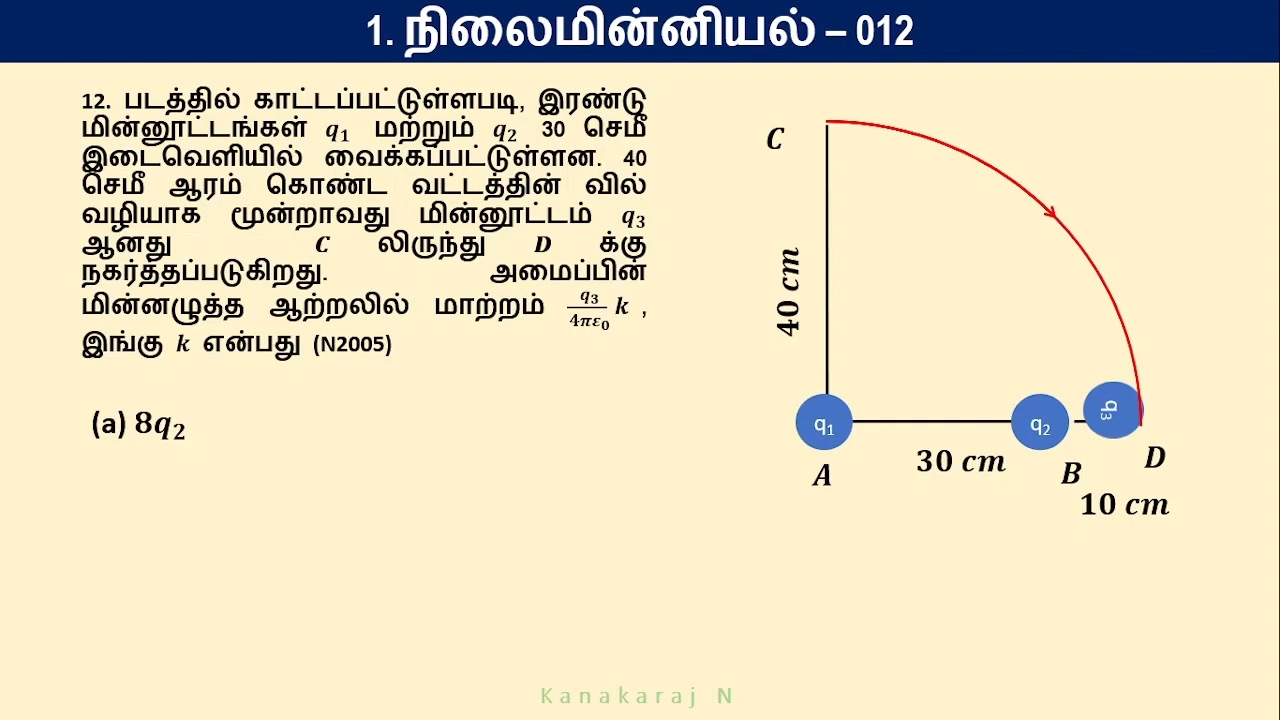 1. நிலைமின்னியல் – 012
12. படத்தில் காட்டப்பட்டுள்ளபடி, இரண்டு
மின்னூட்டங்கள் q₁ மற்றும் q₂ 30 செமீ
இடைவெளியில் வைக்கப்பட்டுள்ளன. 40
செமீ ஆரம் கொண்ட வட்டத்தின் வில்
வழியாக மூன்றாவது மின்னூட்டம் q₃
ஆனது C லிருந்து D க்கு
நகர்த்தப்படுகிறது. அமைப்பின்
மின்னழுத்த ஆற்றலில் மாற்றம் q₃/4πε₀ k ,
இங்கு k என்பது (N2005)
(a) 8q₂
C
40 cm
q₁
q₂
q₃
A
30 cm
B
D
10 cm
Kanakaraj N